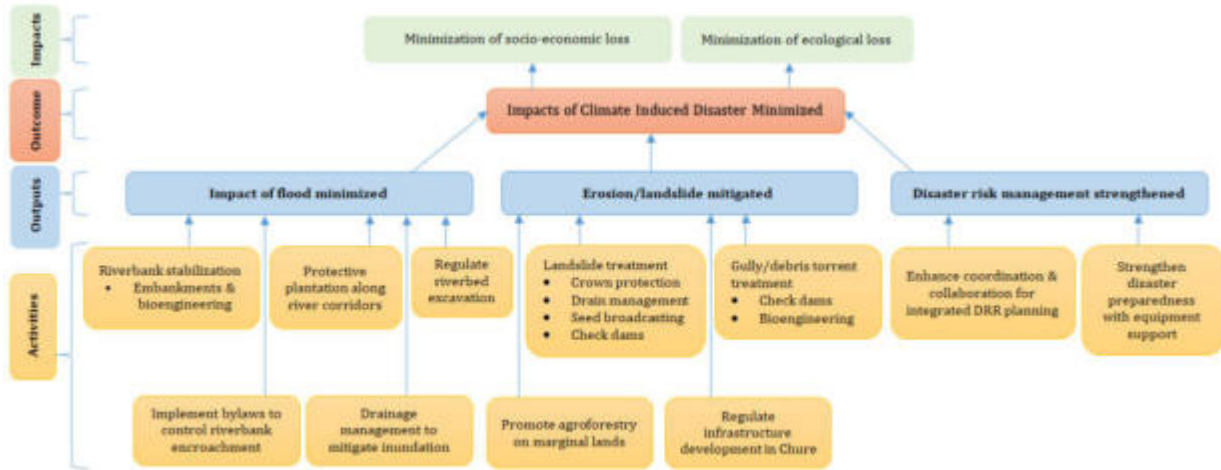 Impacts
Minimization of socio-economic loss
Minimization of ecological loss
Outcome
Impacts of Climate Induced Disaster Minimized
Outputs
Impact of flood minimized
Erosion/landslide mitigated
Disaster risk management strengthened
Activities
Riverbank stabilization
• Embankments &
bioengineering
Protective
plantation along
river corridors
Regulate
riverbed
excavation
Landslide treatment
• Crown protection
• Drain management
• Seed broadcasting
• Check dams
Gully/debris torrent
treatment
• Check dams
• Bioengineering
Enhance coordination &
collaboration for
integrated DRR planning
Strengthen
disaster
preparedness
with equipment
support
Implement bylaws to
control riverbank
encroachment
Drainage
management to
mitigate inundation
Promote agroforestry
on marginal lands
Regulate
infrastructure
development in Chure